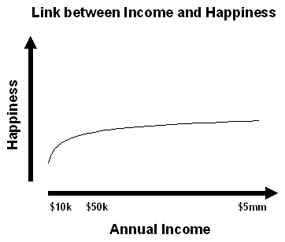 Link between Income and Happiness
Happiness
$10k $50k $5mm
Annual Income